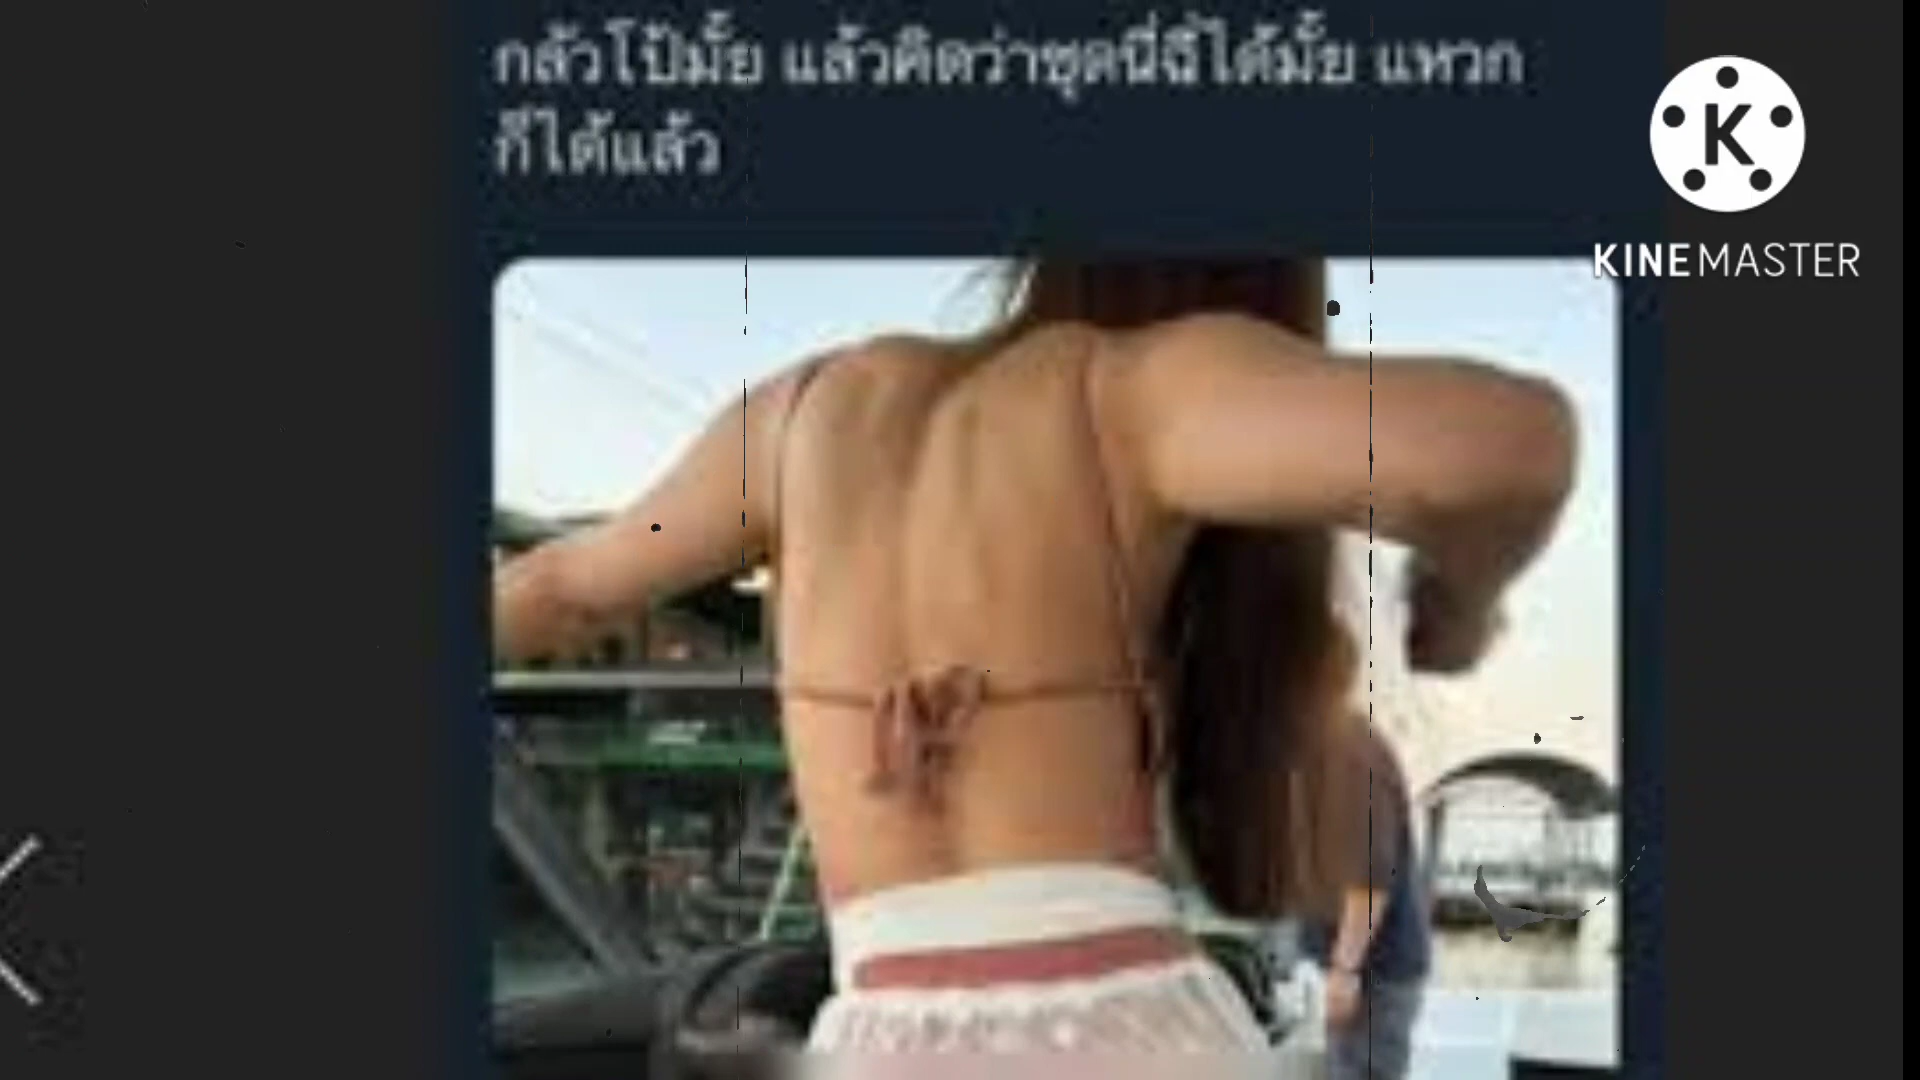 กลัวโป๊มั้ย แล้วคิดว่าชุดนี้ฉี่ได้มั้ย แหวก
ก็ได้แล้ว
K
KINEMASTER